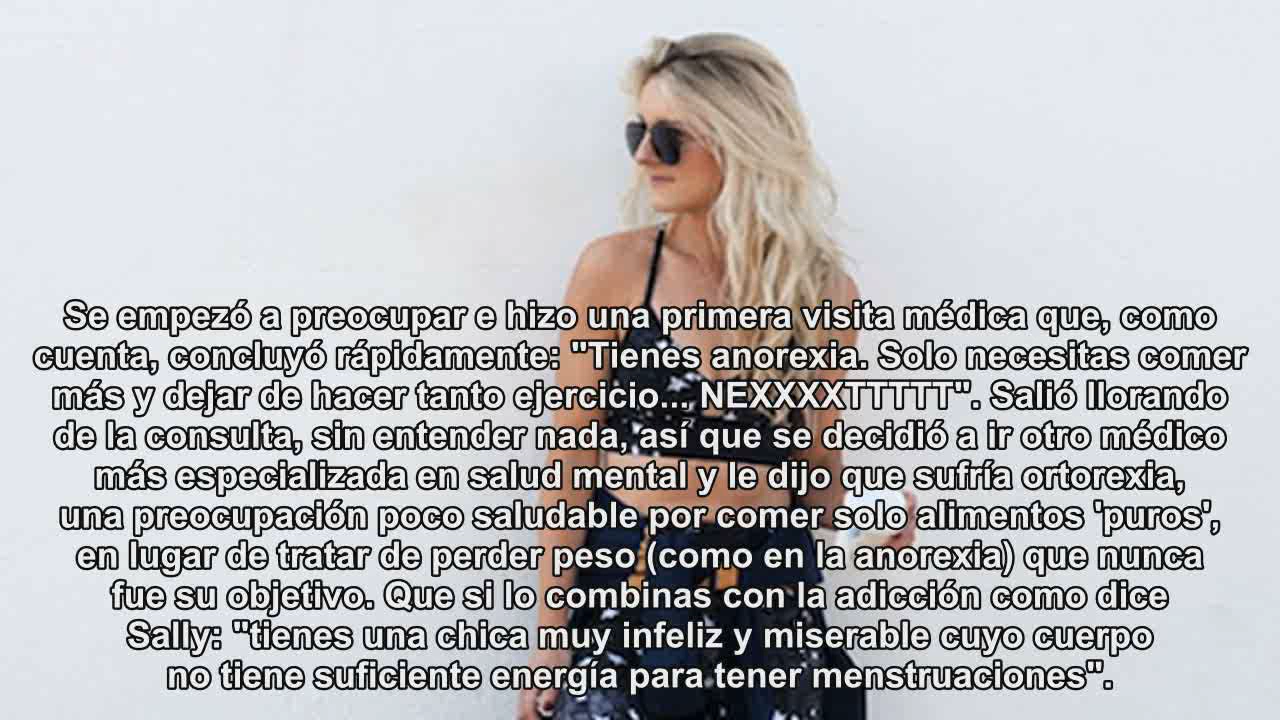 Se empezó a preocupar e hizo una primera visita médica que, como
cuenta, concluyó rápidamente: "Tienes anorexia. Solo necesitas comer
más y dejar de hacer tanto ejercicio... NEXXXXTTTTT". Salió llorando
de la consulta, sin entender nada, así que se decidió a ir otro médico
más especializada en salud mental y le dijo que sufría ortorexia,
una preocupación poco saludable por comer solo alimentos 'puros',
en lugar de tratar de perder peso (como en la anorexia) que nunca
fue su objetivo. Que si lo combinas con la adicción como dice
Sally: "tienes una chica muy infeliz y miserable cuyo cuerpo
no tiene suficiente energía para tener menstruaciones".